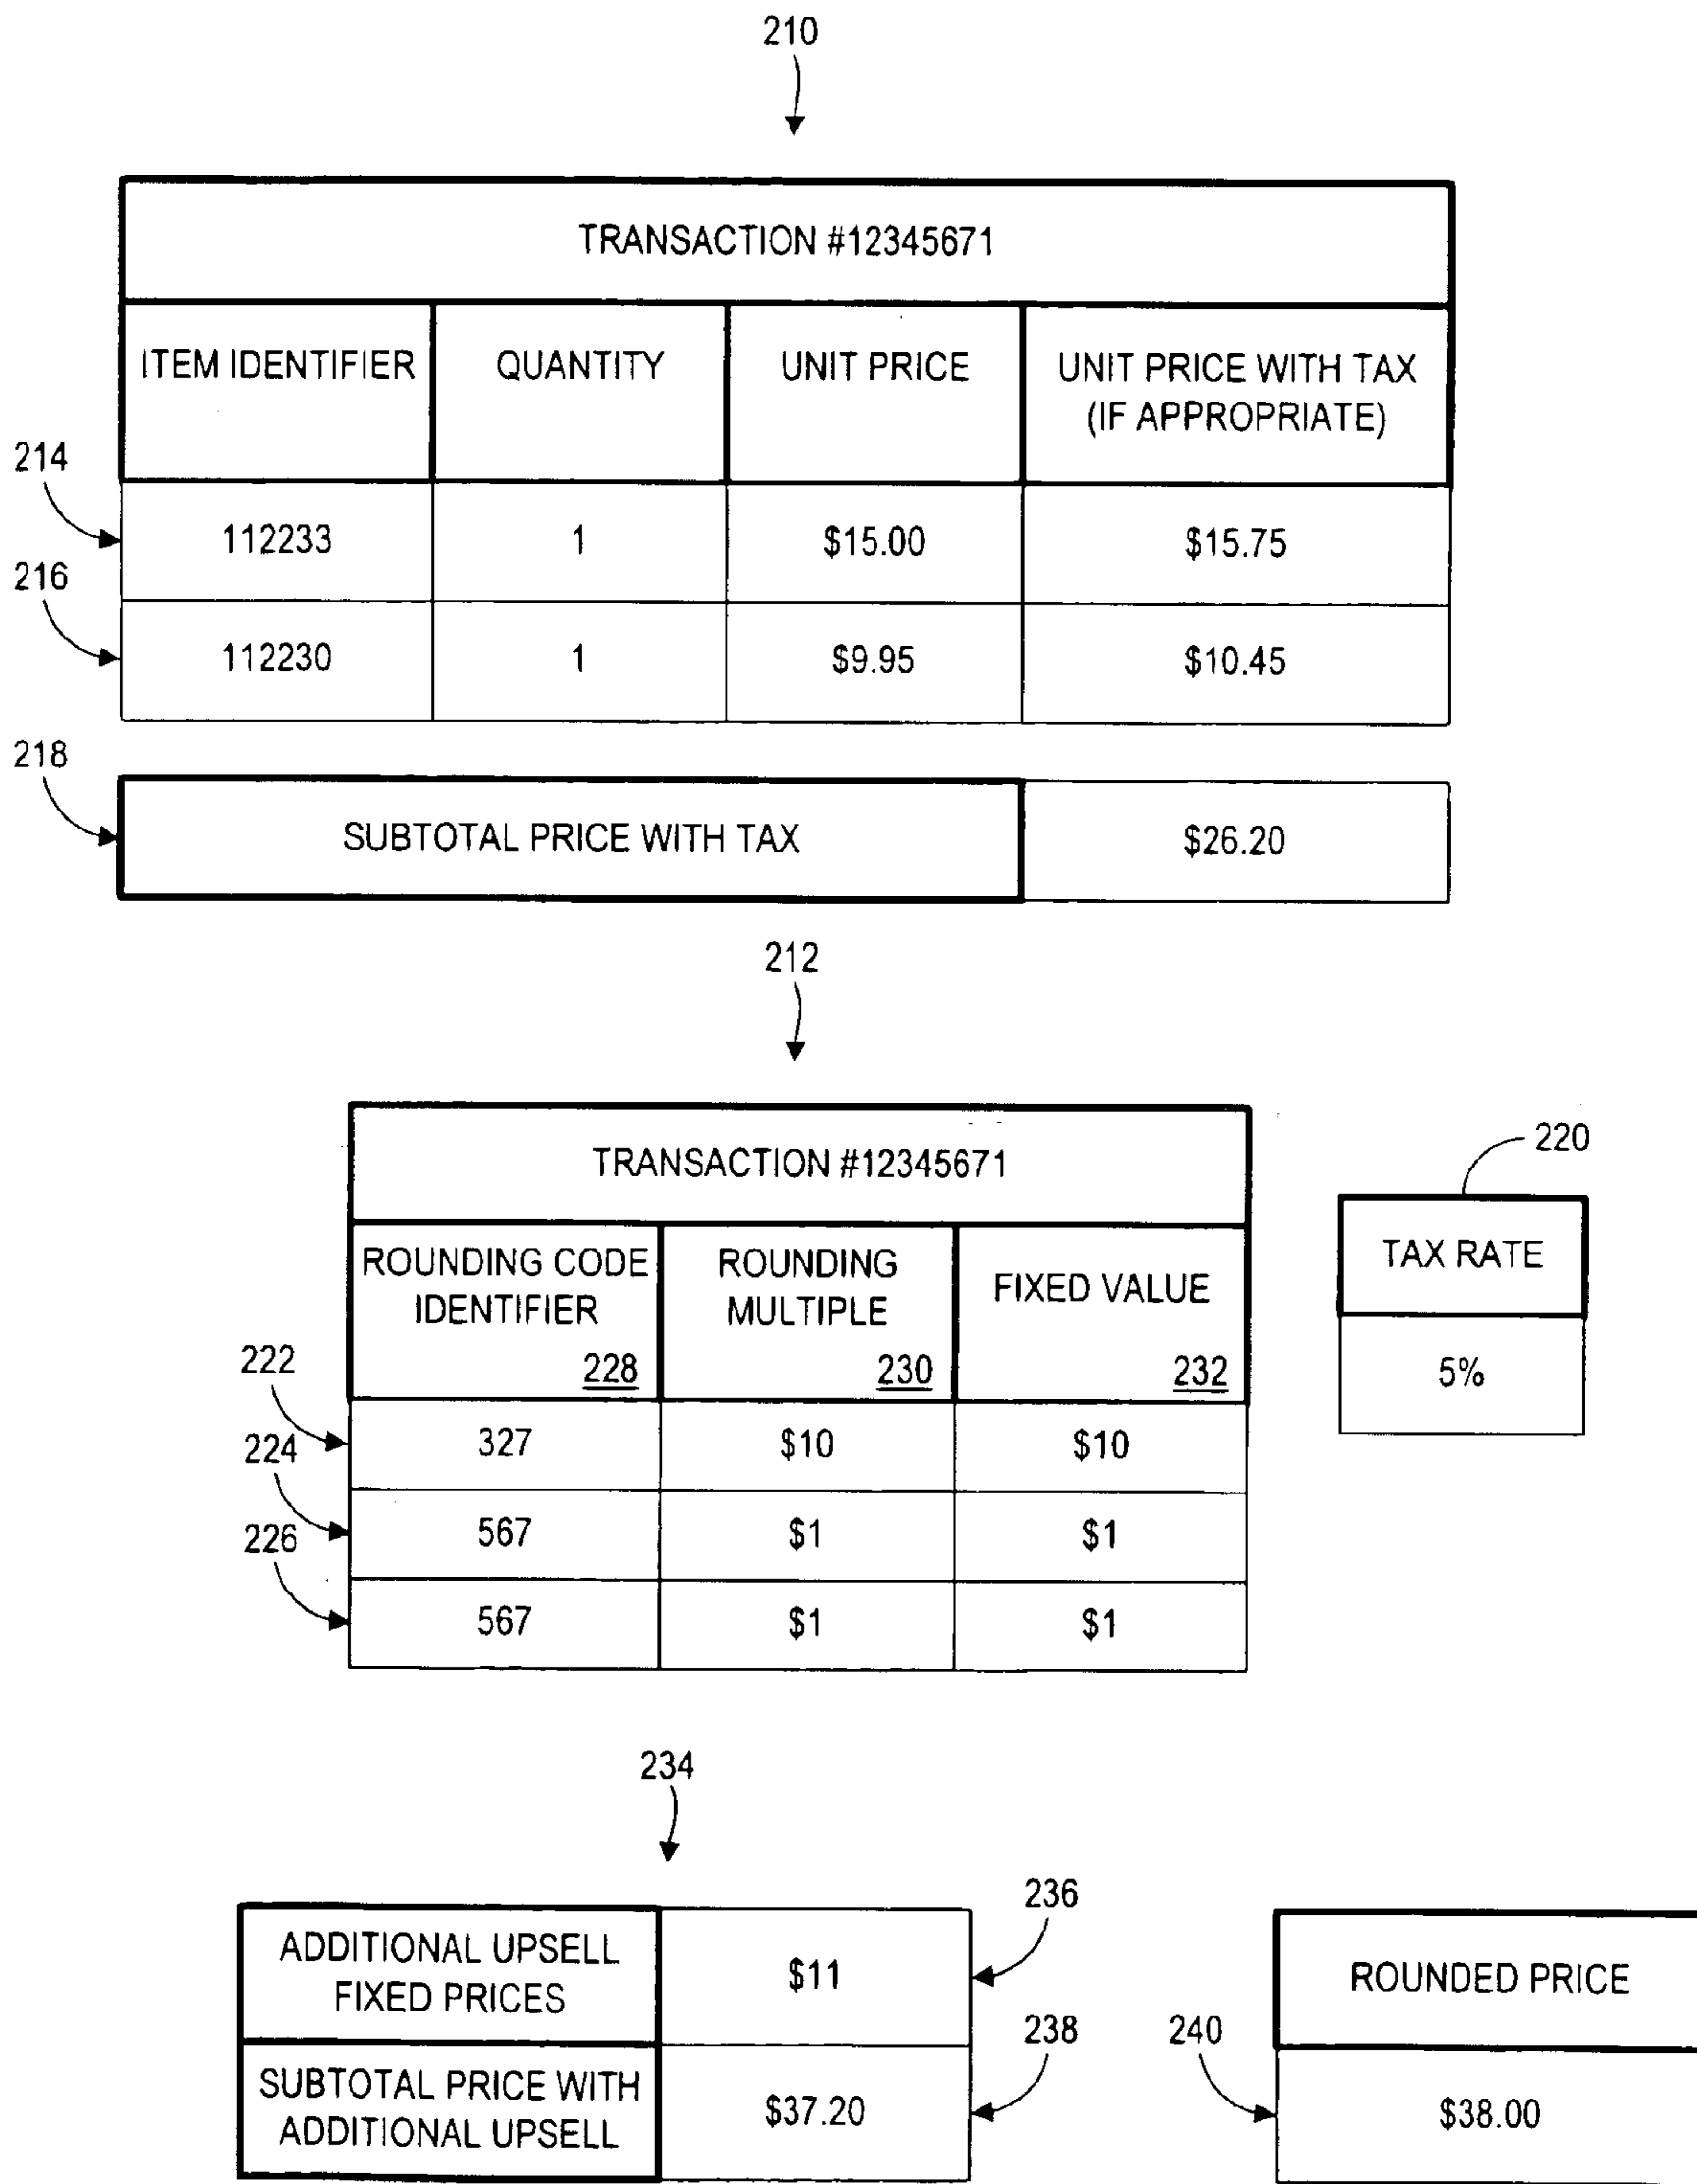 210
TRANSACTION #12345671
ITEM IDENTIFIER
QUANTITY
UNIT PRICE
UNIT PRICE WITH TAX
(IF APPROPRIATE)
214
112233
1
$15.00
$15.75
216
112230
1
$9.95
$10.45
218
SUBTOTAL PRICE WITH TAX
$26.20
212
TRANSACTION #12345671
220
ROUNDING CODE
IDENTIFIER
228
ROUNDING
MULTIPLE
230
FIXED VALUE
232
TAX RATE
5%
222
327
$10
$10
224
567
$1
$1
226
567
$1
$1
234
ADDITIONAL UPSELL
FIXED PRICES
$11
236
SUBTOTAL PRICE WITH
ADDITIONAL UPSELL
$37.20
238
ROUNDED PRICE
240
$38.00